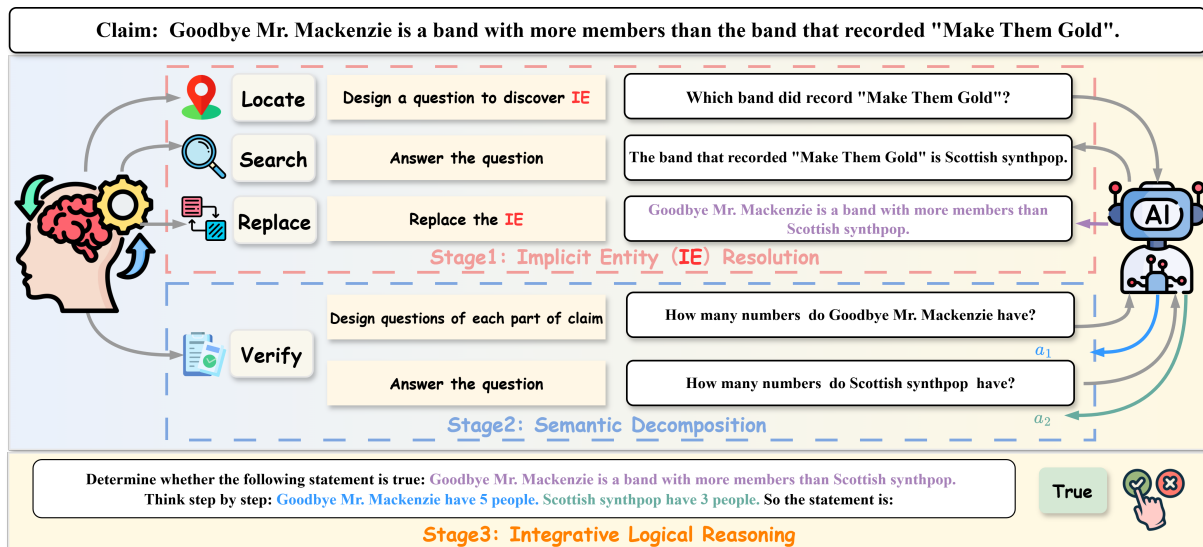 Claim: Goodbye Mr. Mackenzie is a band with more members than the band that recorded "Make Them Gold".
Locate
Design a question to discover IE
Which band did record "Make Them Gold"?
Search
Answer the question
The band that recorded "Make Them Gold" is Scottish synthpop.
Replace
Replace the IE
Goodbye Mr. Mackenzie is a band with more members than
Scottish synthpop.
AI
Stage1: Implicit Entity (IE) Resolution
Verify
Design questions of each part of claim
How many numbers do Goodbye Mr. Mackenzie have?
a1
Answer the question
How many numbers do Scottish synthpop have?
a2
Stage2: Semantic Decomposition
Determine whether the following statement is true: Goodbye Mr. Mackenzie is a band with more members than Scottish synthpop.
Think step by step: Goodbye Mr. Mackenzie have 5 people. Scottish synthpop have 3 people. So the statement is:
True
Stage3: Integrative Logical Reasoning